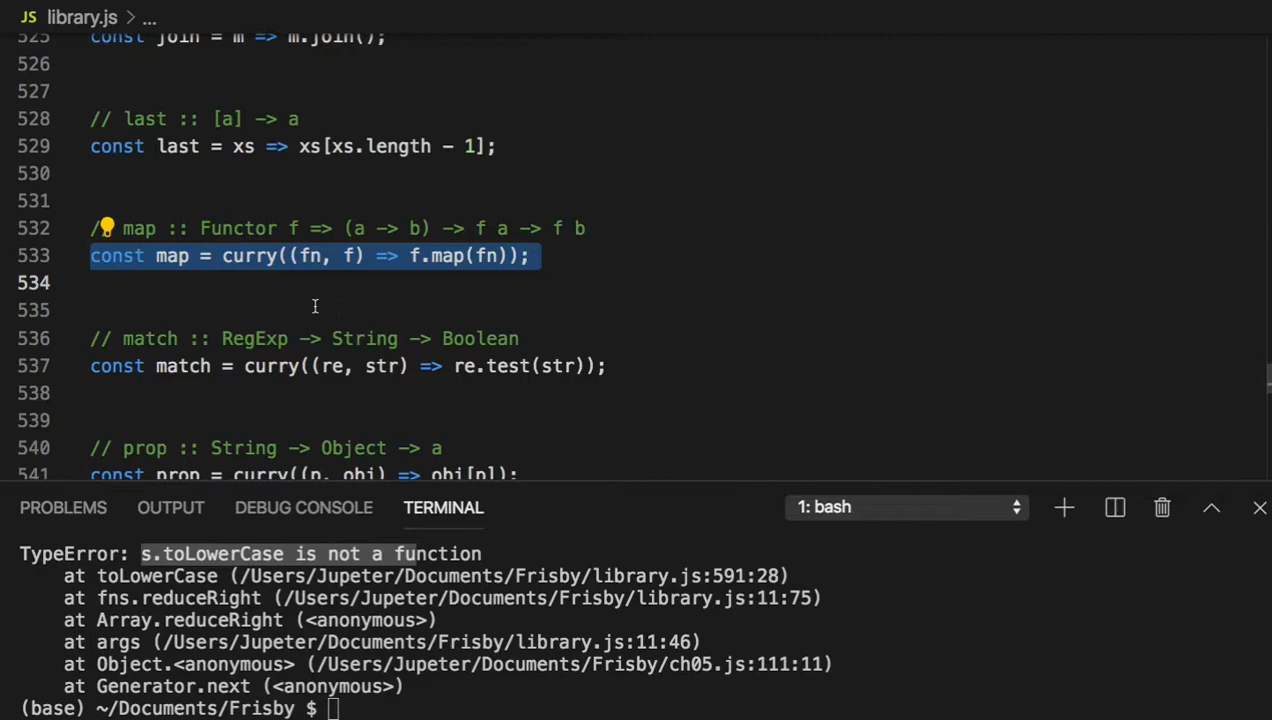 JS library.js > ...
525 const join = m => m.join();
526
527
528 // last :: [a] -> a
529 const last = xs => xs[xs.length - 1];
530
531
532 / map :: Functor f => (a -> b) -> f a -> f b
533 const map = curry((fn, f) => f.map(fn));
534
535
536 // match :: RegExp -> String -> Boolean
537 const match = curry((re, str) => re.test(str));
538
539
540 // prop :: String -> Object -> a
541 const prop = curry((p, obj) => obj[p]);
PROBLEMS OUTPUT DEBUG CONSOLE TERMINAL 1: bash
TypeError: s.toLowerCase is not a function
at toLowerCase (/Users/Jupeter/Documents/Frisby/library.js:591:28)
at fns.reduceRight (/Users/Jupeter/Documents/Frisby/library.js:11:75)
at Array.reduceRight (<anonymous>)
at args (/Users/Jupeter/Documents/Frisby/library.js:11:46)
at Object.<anonymous> (/Users/Jupeter/Documents/Frisby/ch05.js:111:11)
at Generator.next (<anonymous>)
(base) ~/Documents/Frisby $